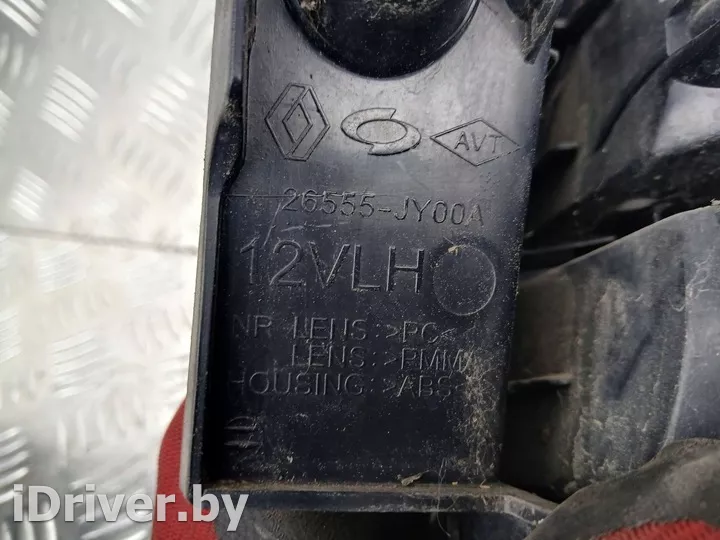 AVT
26555-JY00A
12VLH
NR LENS:>PC<
LENS:>PMMA
HOUSING:>ABS
iDriver.by